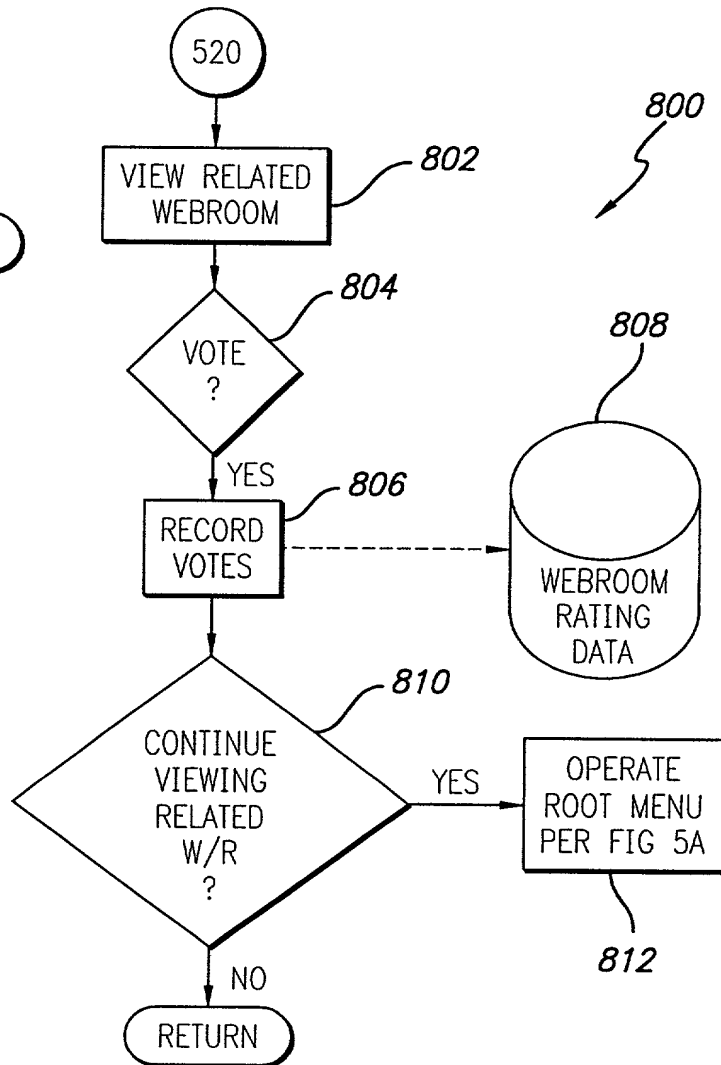 520
800
VIEW RELATED
WEBROOM
802
804
VOTE
?
808
YES
806
RECORD
VOTES
WEBROOM
RATING
DATA
810
CONTINUE
VIEWING
RELATED
W/R
?
YES
OPERATE
ROOT MENU
PER FIG 5A
812
NO
RETURN